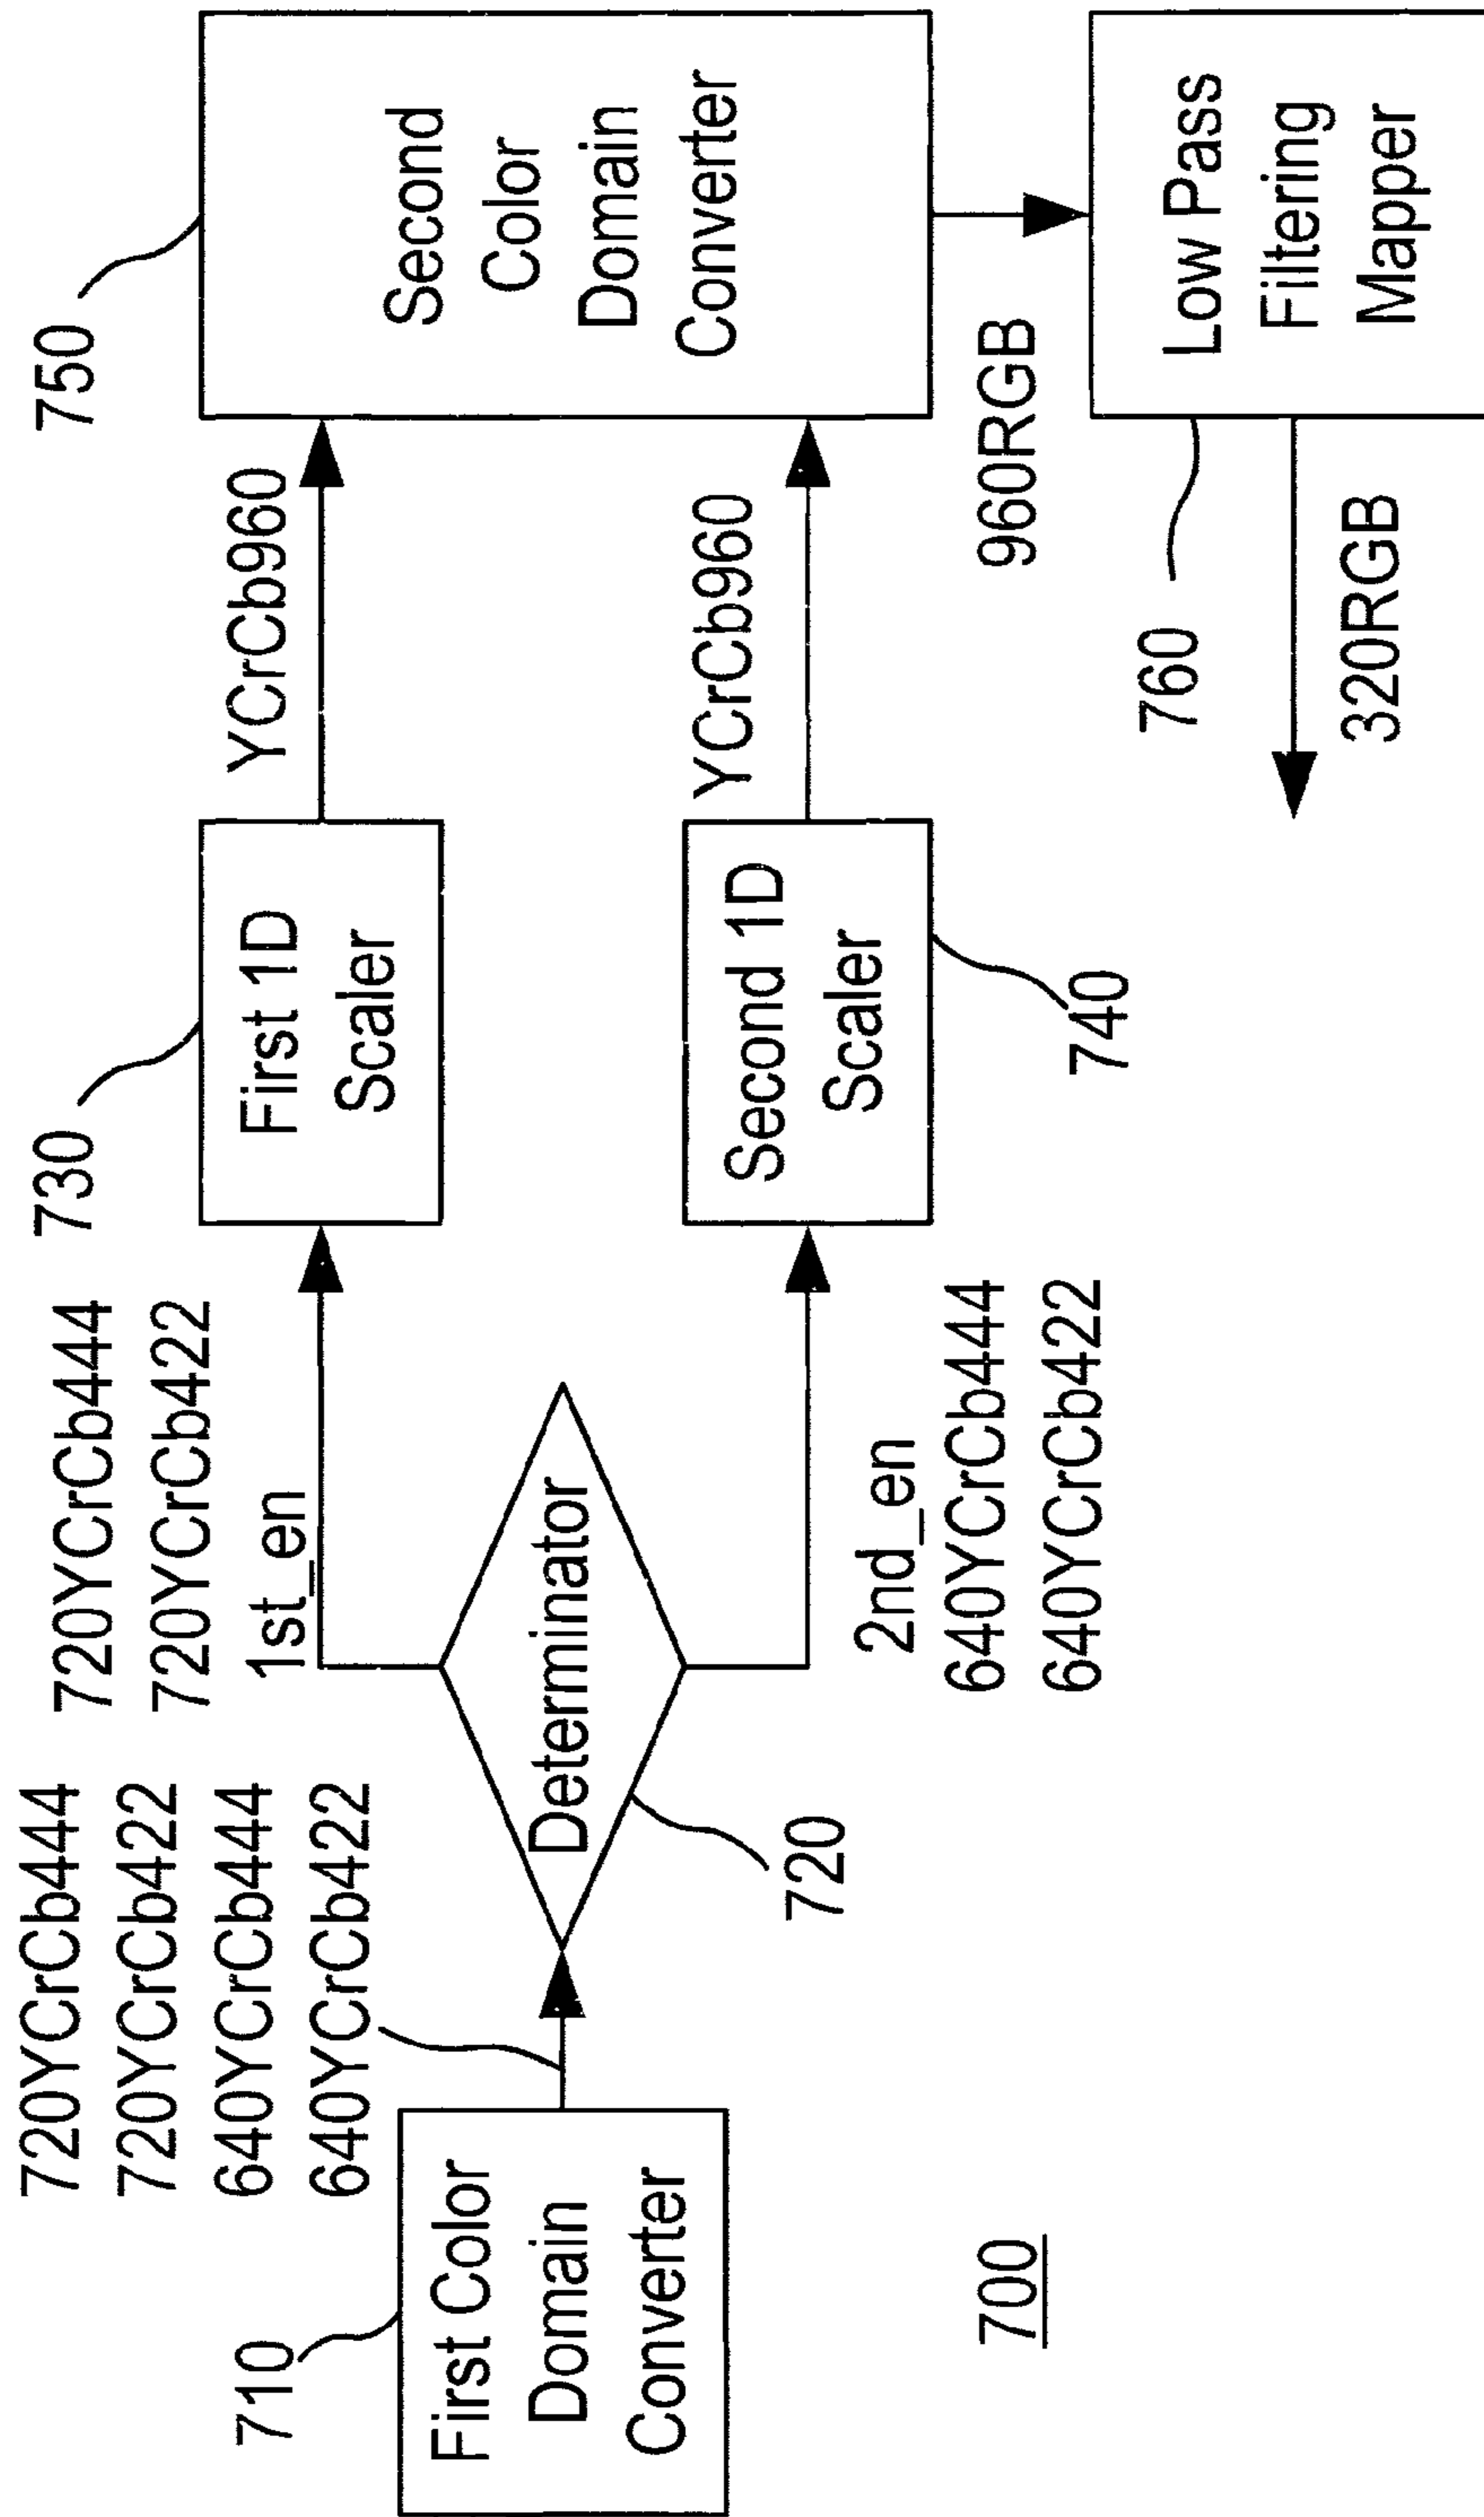 710
First Color
Domain
Converter
720YCrCb444
720YCrCb422
640YCrCb444
640YCrCb422
Determinator
720
720YCrCb444
720YCrCb422
1st_en
2nd_en
640YCrCb444
640YCrCb422
730
First 1D
Scaler
Second 1D
Scaler
740
YCrCb960
YCrCb960
750
Second
Color
Domain
Converter
960RGB
760
Low Pass
Filtering
Mapper
320RGB
700